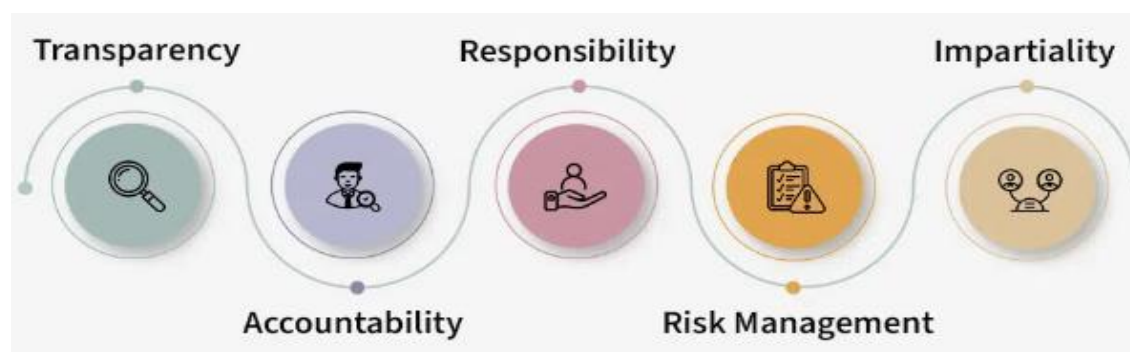 Transparency
Accountability
Responsibility
Risk Management
Impartiality